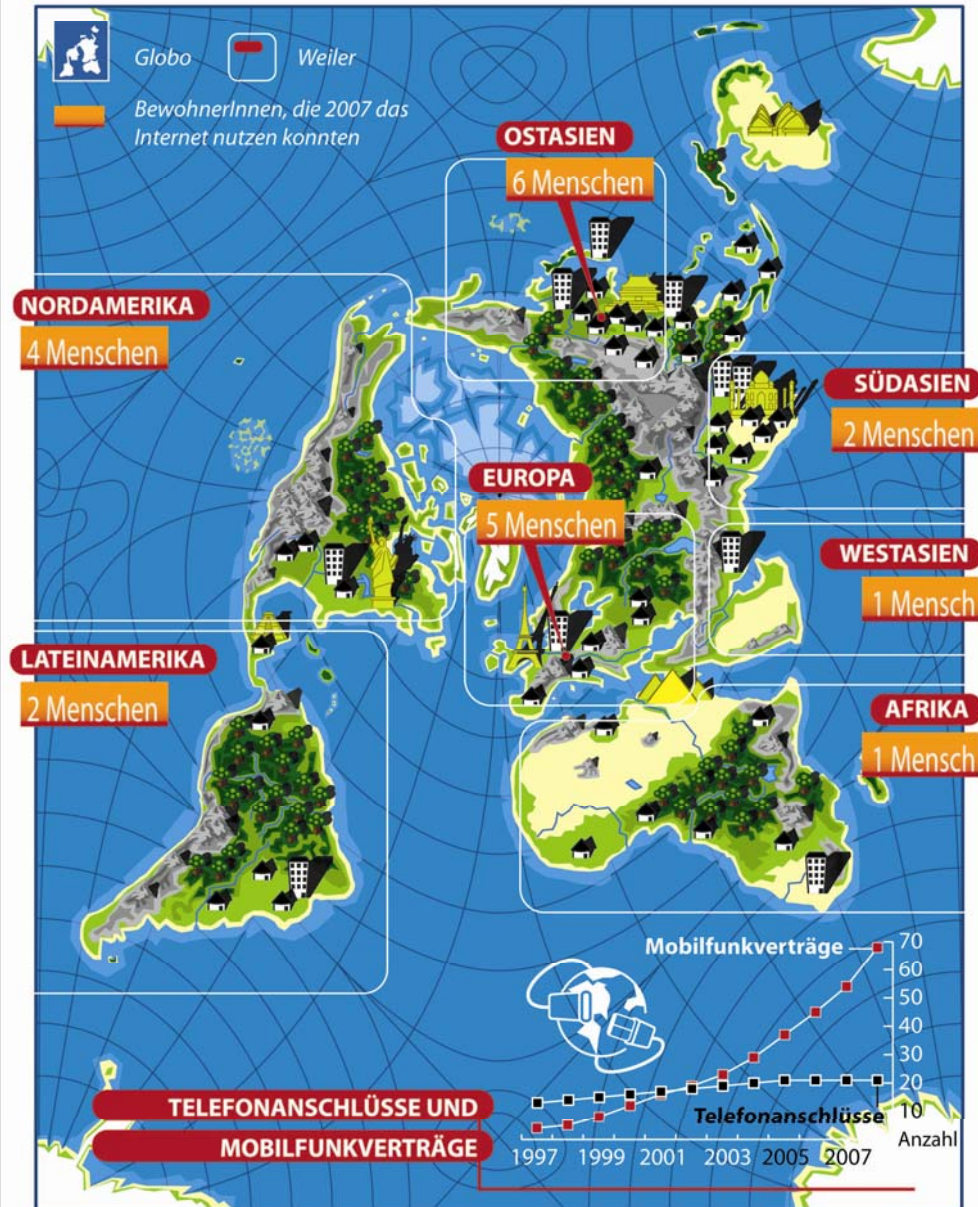 Globo
Weiler
BewohnerInnen, die 2007 das
Internet nutzen konnten
OSTASIEN
6 Menschen
NORDAMERIKA
4 Menschen
SÜDASIEN
2 Menschen
EUROPA
5 Menschen
WESTASIEN
1 Mensch
LATEINAMERIKA
2 Menschen
AFRIKA
1 Mensch
Mobilfunkverträge
70
60
50
40
30
20
10
Telefonanschlüsse
Anzahl
1997 1999 2001 2003 2005 2007
TELEFONANSCHLÜSSE UND
MOBILFUNKVERTRÄGE